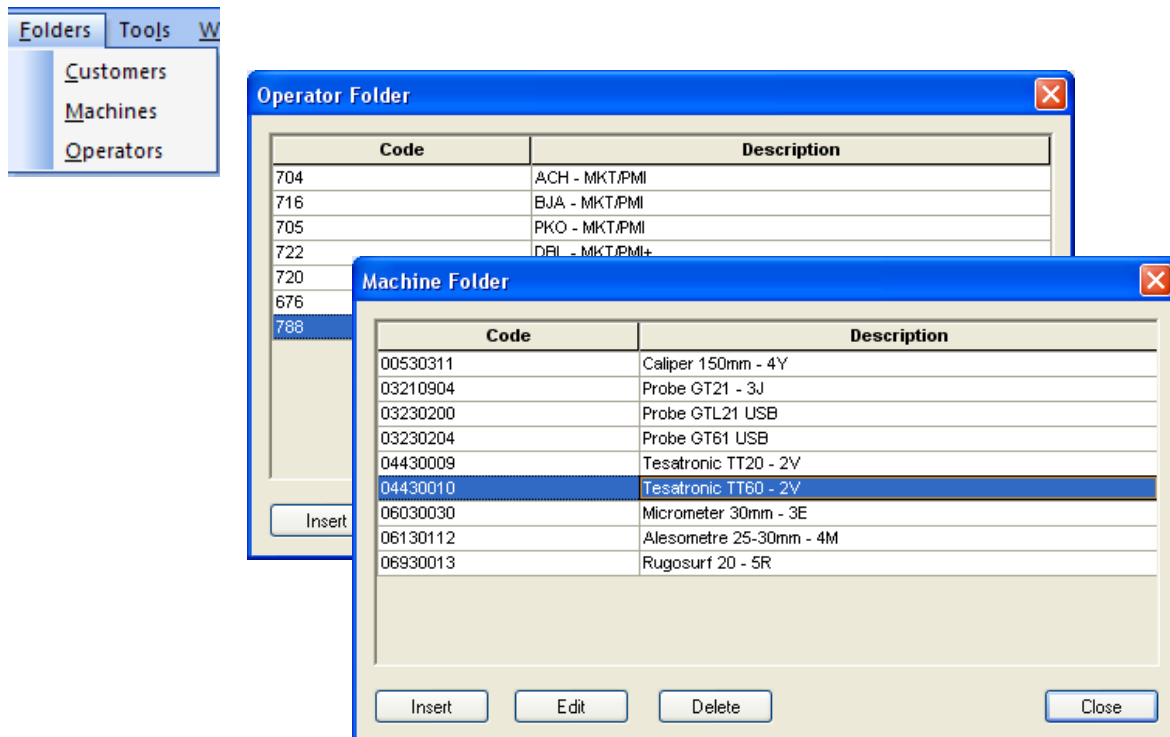 Folders Tools W
Customers
Machines
Operators
Operator Folder
Code Description
704 ACH - MKT/PMI
716 BJA - MKT/PMI
705 PKO - MKT/PMI
722 DBL - MKT/PMI+
720
676
788
Insert
Machine Folder
Code Description
00530311 Caliper 150mm - 4Y
03210904 Probe GT21 - 3J
03230200 Probe GTL21 USB
03230204 Probe GT61 USB
04430009 Tesatronic TT20 - 2V
04430010 Tesatronic TT60 - 2V
06030030 Micrometer 30mm - 3E
06130112 Alesometre 25-30mm - 4M
06930013 Rugosurf 20 - 5R
Insert Edit Delete Close